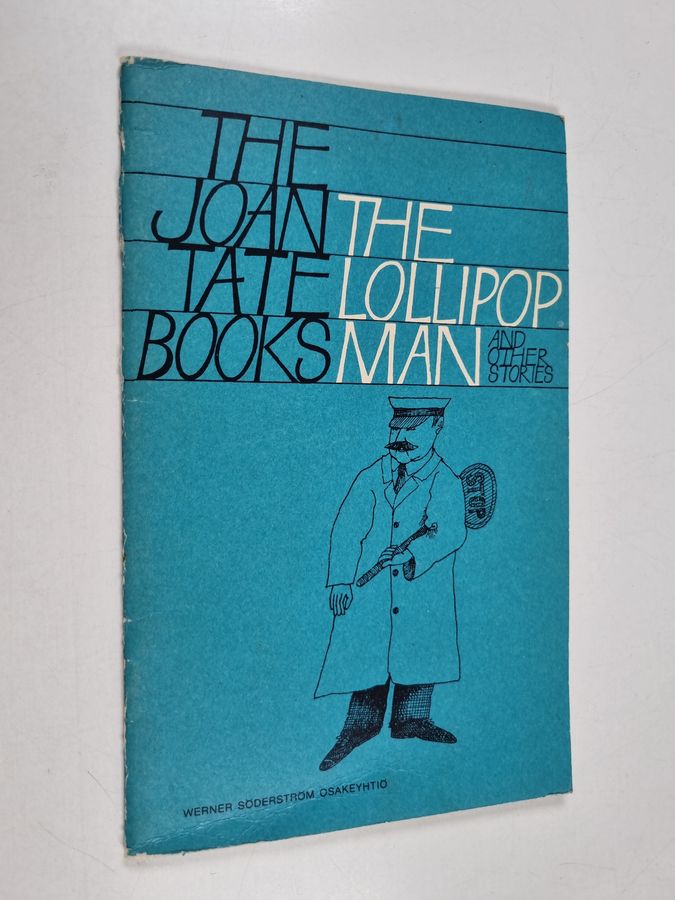 THE
JOAN
TATE
BOOKS
THE
LOLLIPOP
MAN
AND
OTHER
STORIES
STOP
WERNER SÖDERSTRÖM OSAKEYHTIÖ